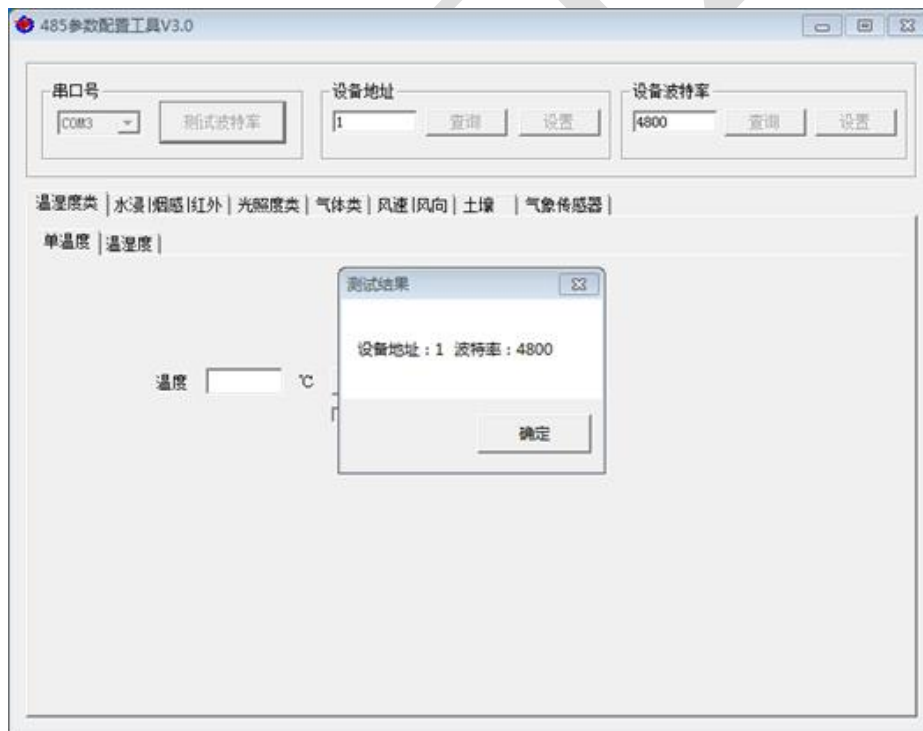 485参数配置工具V3.0
串口号
设备地址
设备波特率
COM3
测试波特率
1
查询
设置
4800
查询
设置
温湿度类
水浸|烟感|红外
光照度类
气体类
风速|风向
土壤
气象传感器
单温度
温湿度
测试结果
设备地址：1 波特率：4800
温度
℃
确定